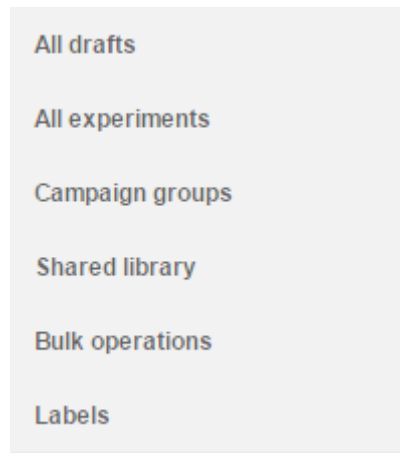 All drafts
All experiments
Campaign groups
Shared library
Bulk operations
Labels